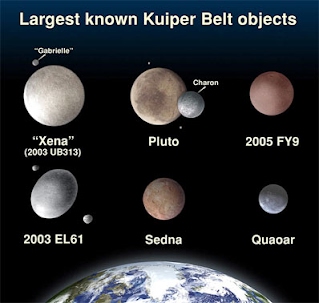 Largest known Kuiper Belt objects
"Gabrielle"
Charon
"Xena"
(2003 UB313)
Pluto
2005 FY9
2003 EL61
Sedna
Quaoar